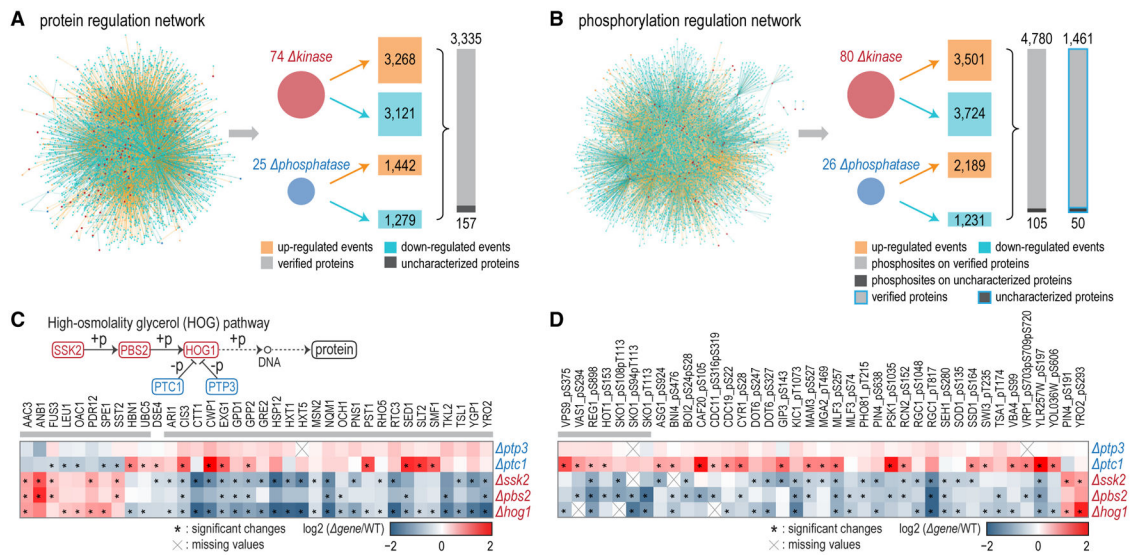 A protein regulation network
74 Δkinase
3,268
3,121
25 Δphosphatase
1,442
1,279
3,335
157
up-regulated events
down-regulated events
verified proteins
uncharacterized proteins
B phosphorylation regulation network
80 Δkinase
3,501
3,724
26 Δphosphatase
2,189
1,231
4,780 1,461
105 50
up-regulated events
down-regulated events
phosphosites on verified proteins
phosphosites on uncharacterized proteins
verified proteins
uncharacterized proteins
C High-osmolality glycerol (HOG) pathway
SSK2 +p PBS2 +p HOG1 +p DNA protein
-p -p
PTC1 PTP3
AAC3
ANB1
FUS3
LEU1
OAC1
PDR12
SPE1
SST2
HBN1
UBC5
DSE4
ARI1
CIS3
CTT1
CWP1
EXG1
GPD1
GPP2
GRE2
HSP12
HXT1
HXT5
MSN2
NQM1
OCH1
PNS1
PST1
RHO5
RTC3
SED1
SLT2
SMF1
TKL2
TSL1
YGP1
YRO2
Δptp3
Δptc1
Δssk2
Δpbs2
Δhog1
* : significant changes
: missing values
log2 (Δgene/WT)
−2 0 2
D
VPS9_pS375
VAS1_pS294
REG1_pS898
HOT1_pS153
SKO1_pS108pT113
SKO1_pS94pT113
SKO1_pT113
ASG1_pS924
BNI4_pS476
BOI2_pS24pS28
CAF20_pS105
CDC11_pS316pS319
CDC19_pS22
CYR1_pS28
DOT6_pS247
DOT6_pS327
GIP3_pS143
KIC1_pT1073
MAM3_pS527
MGA2_pT469
MLF3_pS257
MLF3_pS74
PHO81_pT215
PIN4_pS638
PSK1_pS1035
RCN2_pS152
RGC1_pS1048
RGC1_pT817
SEH1_pS280
SOD1_pS135
SSD1_pS164
SWI3_pT235
TSA1_pT174
VBA4_pS99
VRP1_pS703pS709pS720
YLR257W_pS197
YOL036W_pS606
PIN4_pS191
YRO2_pS293
Δptp3
Δptc1
Δssk2
Δpbs2
Δhog1
* : significant changes
: missing values
log2 (Δgene/WT)
−2 0 2